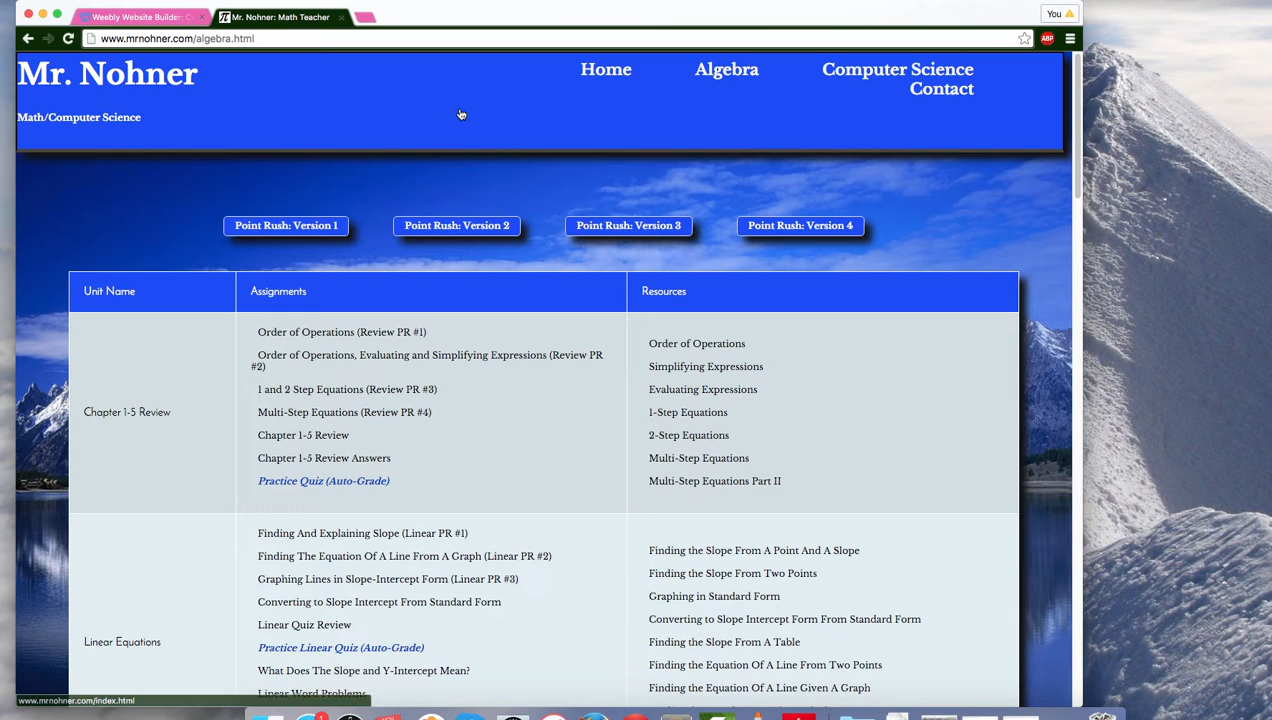 Weebly Website Builder: C
Mr. Nohner: Math Teacher
You
www.mrnohner.com/algebra.html
ABP
Mr. Nohner
Home Algebra Computer Science
Contact
Math/Computer Science
Point Rush: Version 1 Point Rush: Version 2 Point Rush: Version 3 Point Rush: Version 4
Unit Name Assignments Resources
Chapter 1-5 Review
Order of Operations (Review PR #1)
Order of Operations, Evaluating and Simplifying Expressions (Review PR
#2)
1 and 2 Step Equations (Review PR #3)
Multi-Step Equations (Review PR #4)
Chapter 1-5 Review
Chapter 1-5 Review Answers
Practice Quiz (Auto-Grade)
Order of Operations
Simplifying Expressions
Evaluating Expressions
1-Step Equations
2-Step Equations
Multi-Step Equations
Multi-Step Equations Part II
Linear Equations
Finding And Explaining Slope (Linear PR #1)
Finding The Equation Of A Line From A Graph (Linear PR #2)
Graphing Lines in Slope-Intercept Form (Linear PR #3)
Converting to Slope Intercept From Standard Form
Linear Quiz Review
Practice Linear Quiz (Auto-Grade)
What Does The Slope and Y-Intercept Mean?
Linear Word Problems
Finding the Slope From A Point And A Slope
Finding the Slope From Two Points
Graphing in Standard Form
Converting to Slope Intercept Form From Standard Form
Finding the Slope From A Table
Finding the Equation Of A Line From Two Points
Finding the Equation Of A Line Given A Graph
www.mrnohner.com/index.html